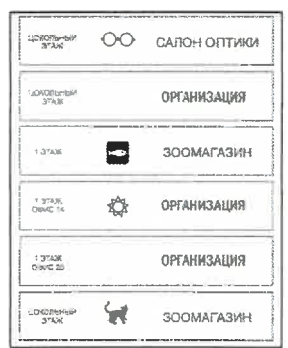 ЦОКОЛЬНЫЙ
ЭТАЖ
САЛОН ОПТИКИ
ЦОКОЛЬНЫЙ
ЭТАЖ
ОРГАНИЗАЦИЯ
1 ЭТАЖ
ЗООМАГАЗИН
1 ЭТАЖ
ОФИС 14
ОРГАНИЗАЦИЯ
1 ЭТАЖ
ОФИС
ОРГАНИЗАЦИЯ
ЦОКОЛЬНЫЙ
ЭТАЖ
ЗООМАГАЗИН